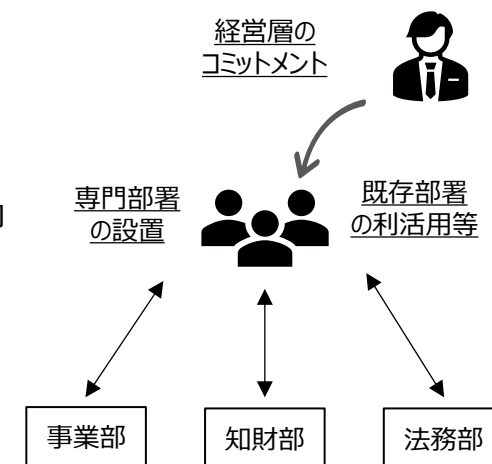 経営層の
コミットメント
専門部署
の設置
既存部署
の利活用等
事業部
知財部
法務部